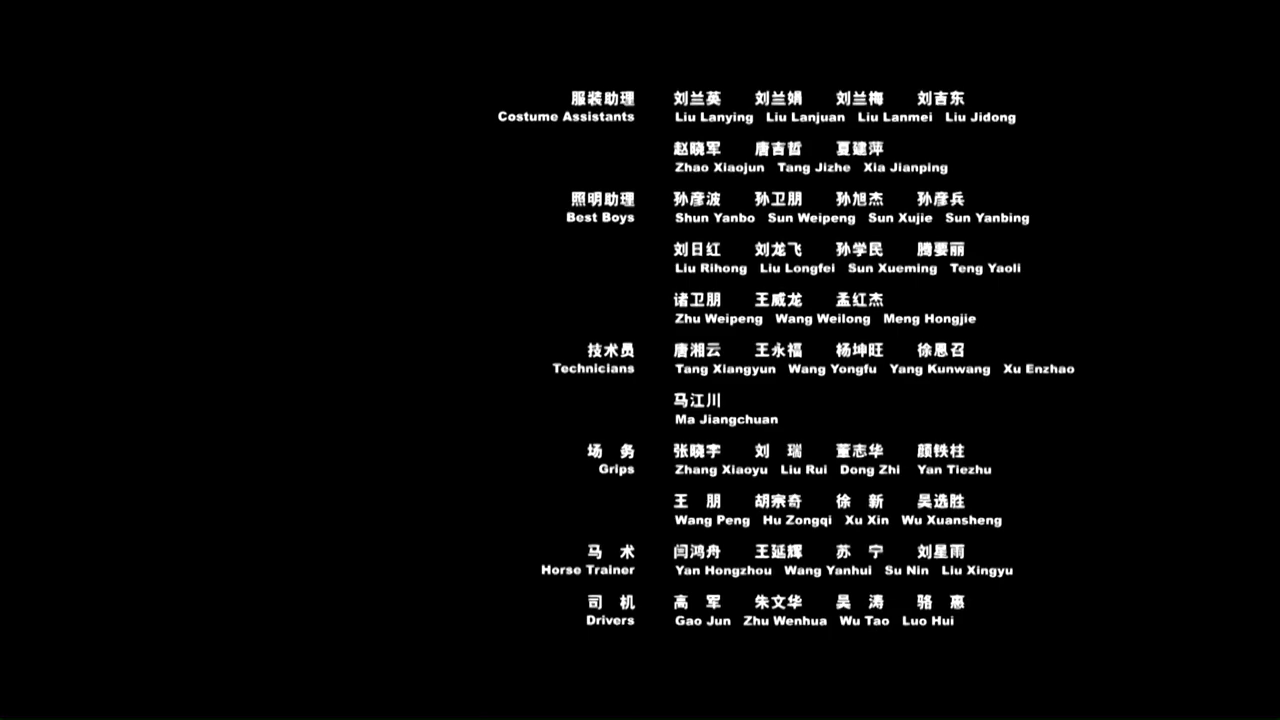 服装助理 刘兰英 刘兰娟 刘兰梅 刘吉东
Costume Assistants Liu Lanying Liu Lanjuan Liu Lanmei Liu Jidong
赵晓军 唐吉哲 夏建萍
Zhao Xiaojun Tang Jizhe Xia Jianping
照明助理 孙彦波 孙卫朋 孙旭杰 孙彦兵
Best Boys Shun Yanbo Sun Weipeng Sun Xujie Sun Yanbing
刘日红 刘龙飞 孙学民 腾要丽
Liu Rihong Liu Longfei Sun Xueming Teng Yaoli
诸卫朋 王威龙 孟红杰
Zhu Weipeng Wang Weilong Meng Hongjie
技术员 唐湘云 王永福 杨坤旺 徐恩召
Technicians Tang Xiangyun Wang Yongfu Yang Kunwang Xu Enzhao
马江川
Ma Jiangchuan
场 务 张晓宇 刘 瑞 董志华 颜铁柱
Grips Zhang Xiaoyu Liu Rui Dong Zhi Yan Tiezhu
王 朋 胡宗奇 徐 新 吴选胜
Wang Peng Hu Zongqi Xu Xin Wu Xuansheng
马 术 闫鸿舟 王延辉 苏 宁 刘星雨
Horse Trainer Yan Hongzhou Wang Yanhui Su Nin Liu Xingyu
司 机 高 军 朱文华 吴 涛 骆 惠
Drivers Gao Jun Zhu Wenhua Wu Tao Luo Hui